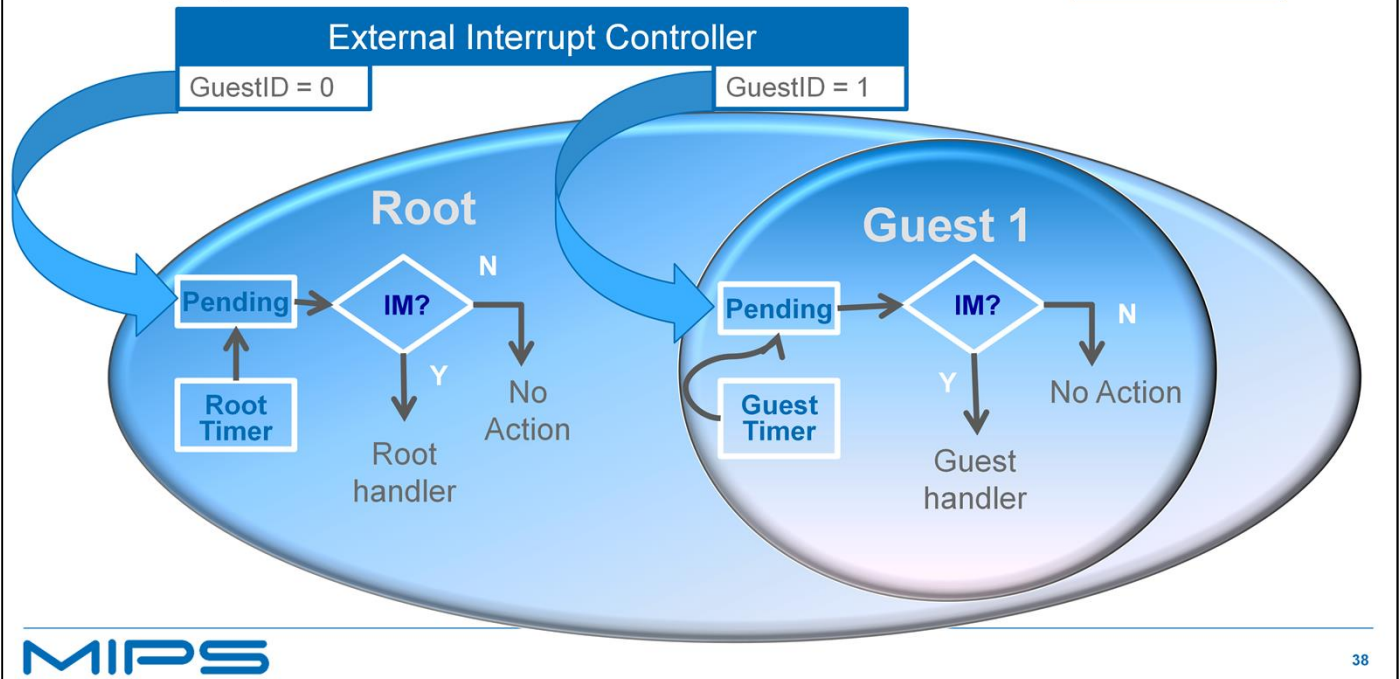 External Interrupt Controller
GuestID = 0
GuestID = 1
Root
Guest 1
Pending
IM?
N
Y
Root
Timer
No
Action
Root
handler
Pending
IM?
N
Y
Guest
Timer
No Action
Guest
handler
MIPS
38